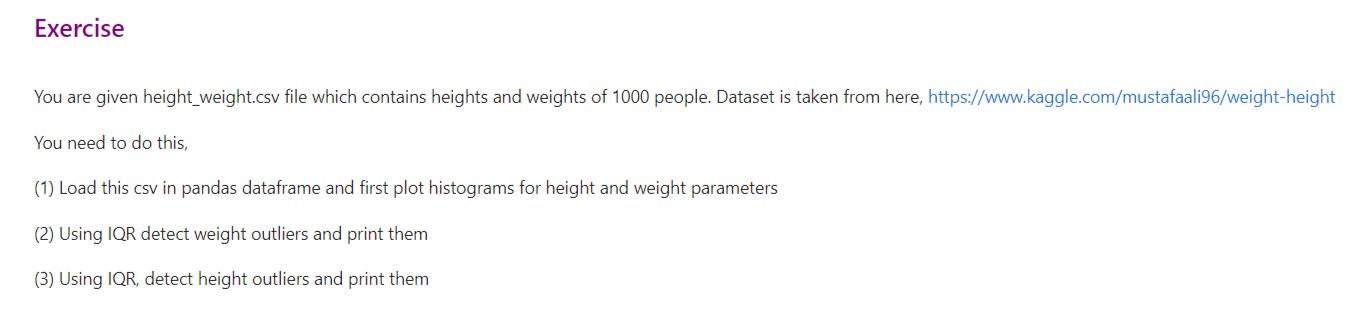 Exercise
You are given height_weight.csv file which contains heights and weights of 1000 people. Dataset is taken from here, https://www.kaggle.com/mustafaali96/weight-height
You need to do this,
(1) Load this csv in pandas dataframe and first plot histograms for height and weight parameters
(2) Using IQR detect weight outliers and print them
(3) Using IQR, detect height outliers and print them